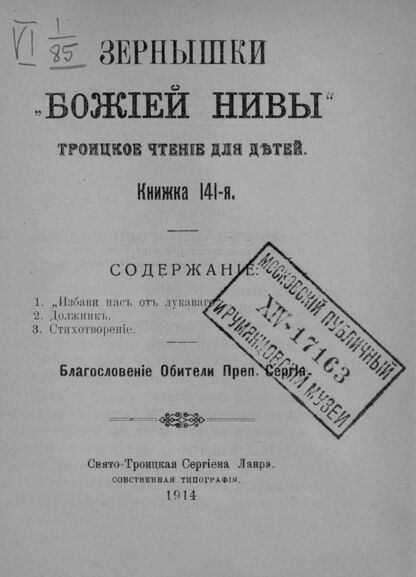 VI 1/85
ЗЕРНЫШКИ
„БОЖІЕЙ НИВЫ“
ТРОИЦКОЕ ЧТЕНІЕ ДЛЯ ДѢТЕЙ.
Книжка 141-я.
СОДЕРЖАНІЕ:
1. „Избави насъ отъ лукаваго“.
2. Должникъ.
3. Стихотвореніе.
МОСКОВСКІЙ ПУБЛИЧНЫЙ
XIV-17163
И РУМЯНЦОВСКІЙ МУЗЕИ
Благословеніе Обители Преп. Сергія.
Свято-Троицкая Сергіева Лавра.
СОБСТВЕННАЯ ТИПОГРАФІЯ.
1914